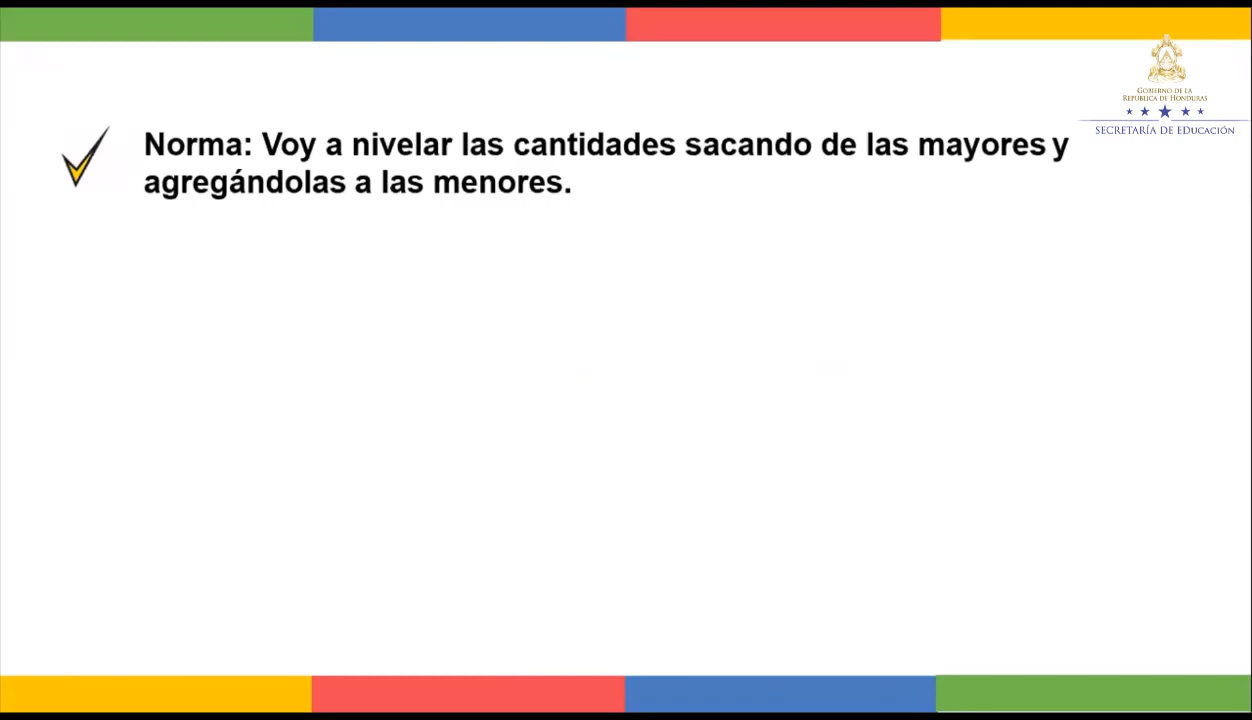 GOBIERNO DE LA
REPÚBLICA DE HONDURAS
SECRETARÍA DE EDUCACIÓN
Norma: Voy a nivelar las cantidades sacando de las mayores y
agregándolas a las menores.